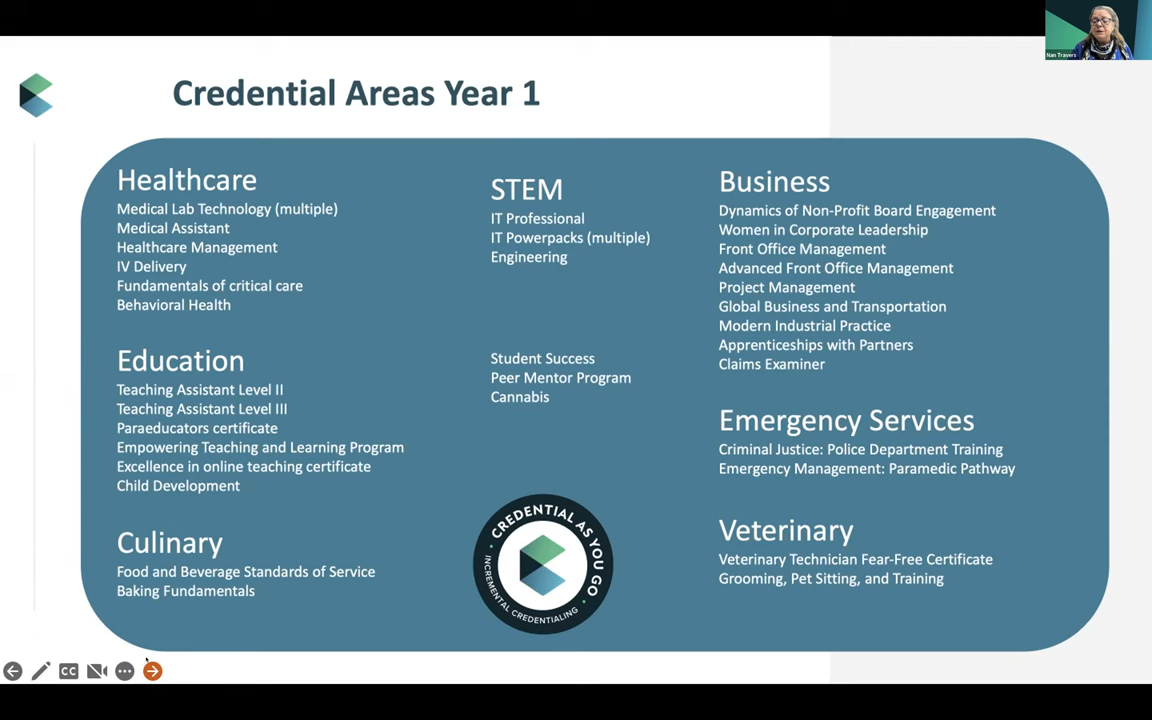 Nan Travers
Credential Areas Year 1
Healthcare
Medical Lab Technology (multiple)
Medical Assistant
Healthcare Management
IV Delivery
Fundamentals of critical care
Behavioral Health
Education
Teaching Assistant Level II
Teaching Assistant Level III
Paraeducators certificate
Empowering Teaching and Learning Program
Excellence in online teaching certificate
Child Development
Culinary
Food and Beverage Standards of Service
Baking Fundamentals
STEM
IT Professional
IT Powerpacks (multiple)
Engineering
Student Success
Peer Mentor Program
Cannabis
CREDENTIAL AS YOU GO
INCREMENTAL CREDENTIALING
Business
Dynamics of Non-Profit Board Engagement
Women in Corporate Leadership
Front Office Management
Advanced Front Office Management
Project Management
Global Business and Transportation
Modern Industrial Practice
Apprenticeships with Partners
Claims Examiner
Emergency Services
Criminal Justice: Police Department Training
Emergency Management: Paramedic Pathway
Veterinary
Veterinary Technician Fear-Free Certificate
Grooming, Pet Sitting, and Training
CC